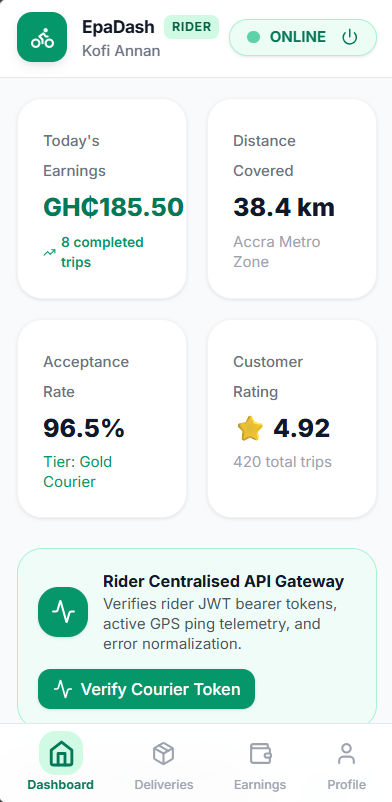 EpaDash RIDER
Kofi Annan
ONLINE
Today's
Earnings
GH₵185.50
8 completed
trips
Distance
Covered
38.4 km
Accra Metro
Zone
Acceptance
Rate
96.5%
Tier: Gold
Courier
Customer
Rating
⭐ 4.92
420 total trips
Rider Centralised API Gateway
Verifies rider JWT bearer tokens,
active GPS ping telemetry, and
error normalization.
Verify Courier Token
Dashboard
Deliveries
Earnings
Profile